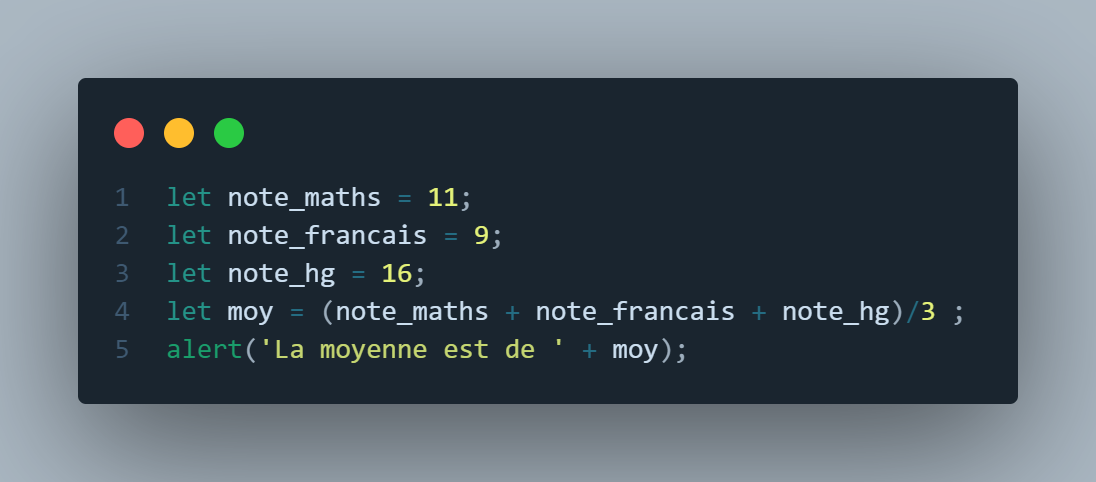 1 let note_maths = 11;
2 let note_francais = 9;
3 let note_hg = 16;
4 let moy = (note_maths + note_francais + note_hg)/3 ;
5 alert('La moyenne est de ' + moy);